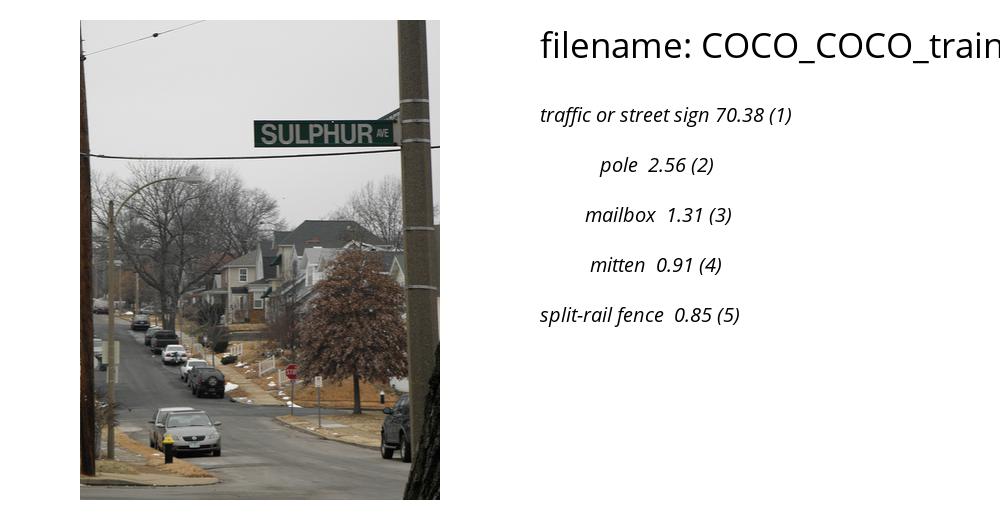 filename: COCO_COCO_train
SULPHUR AVE
traffic or street sign 70.38 (1)
pole 2.56 (2)
mailbox 1.31 (3)
mitten 0.91 (4)
split-rail fence 0.85 (5)
STOP